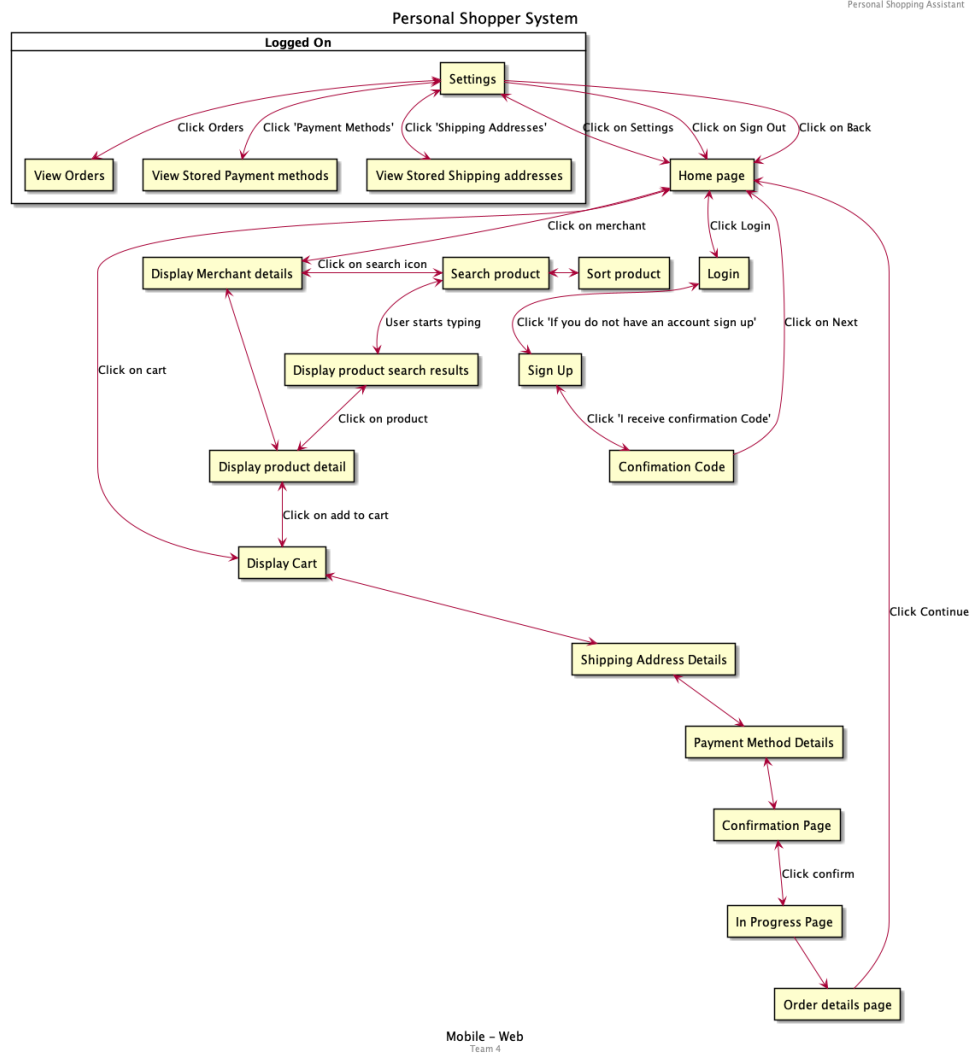 Personal Shopping Assistant
Personal Shopper System
Logged On
Settings
Click Orders
Click 'Payment Methods'
Click 'Shipping Addresses'
Click on Settings
Click on Sign Out
Click on Back
View Orders
View Stored Payment methods
View Stored Shipping addresses
Home page
Click on merchant
Click Login
Display Merchant details
Click on search icon
Search product
Sort product
Login
User starts typing
Click 'If you do not have an account sign up'
Click on Next
Click on cart
Display product search results
Sign Up
Click on product
Click 'I receive confirmation Code'
Display product detail
Confimation Code
Click on add to cart
Display Cart
Click Continue
Shipping Address Details
Payment Method Details
Confirmation Page
Click confirm
In Progress Page
Order details page
Mobile - Web
Team 4